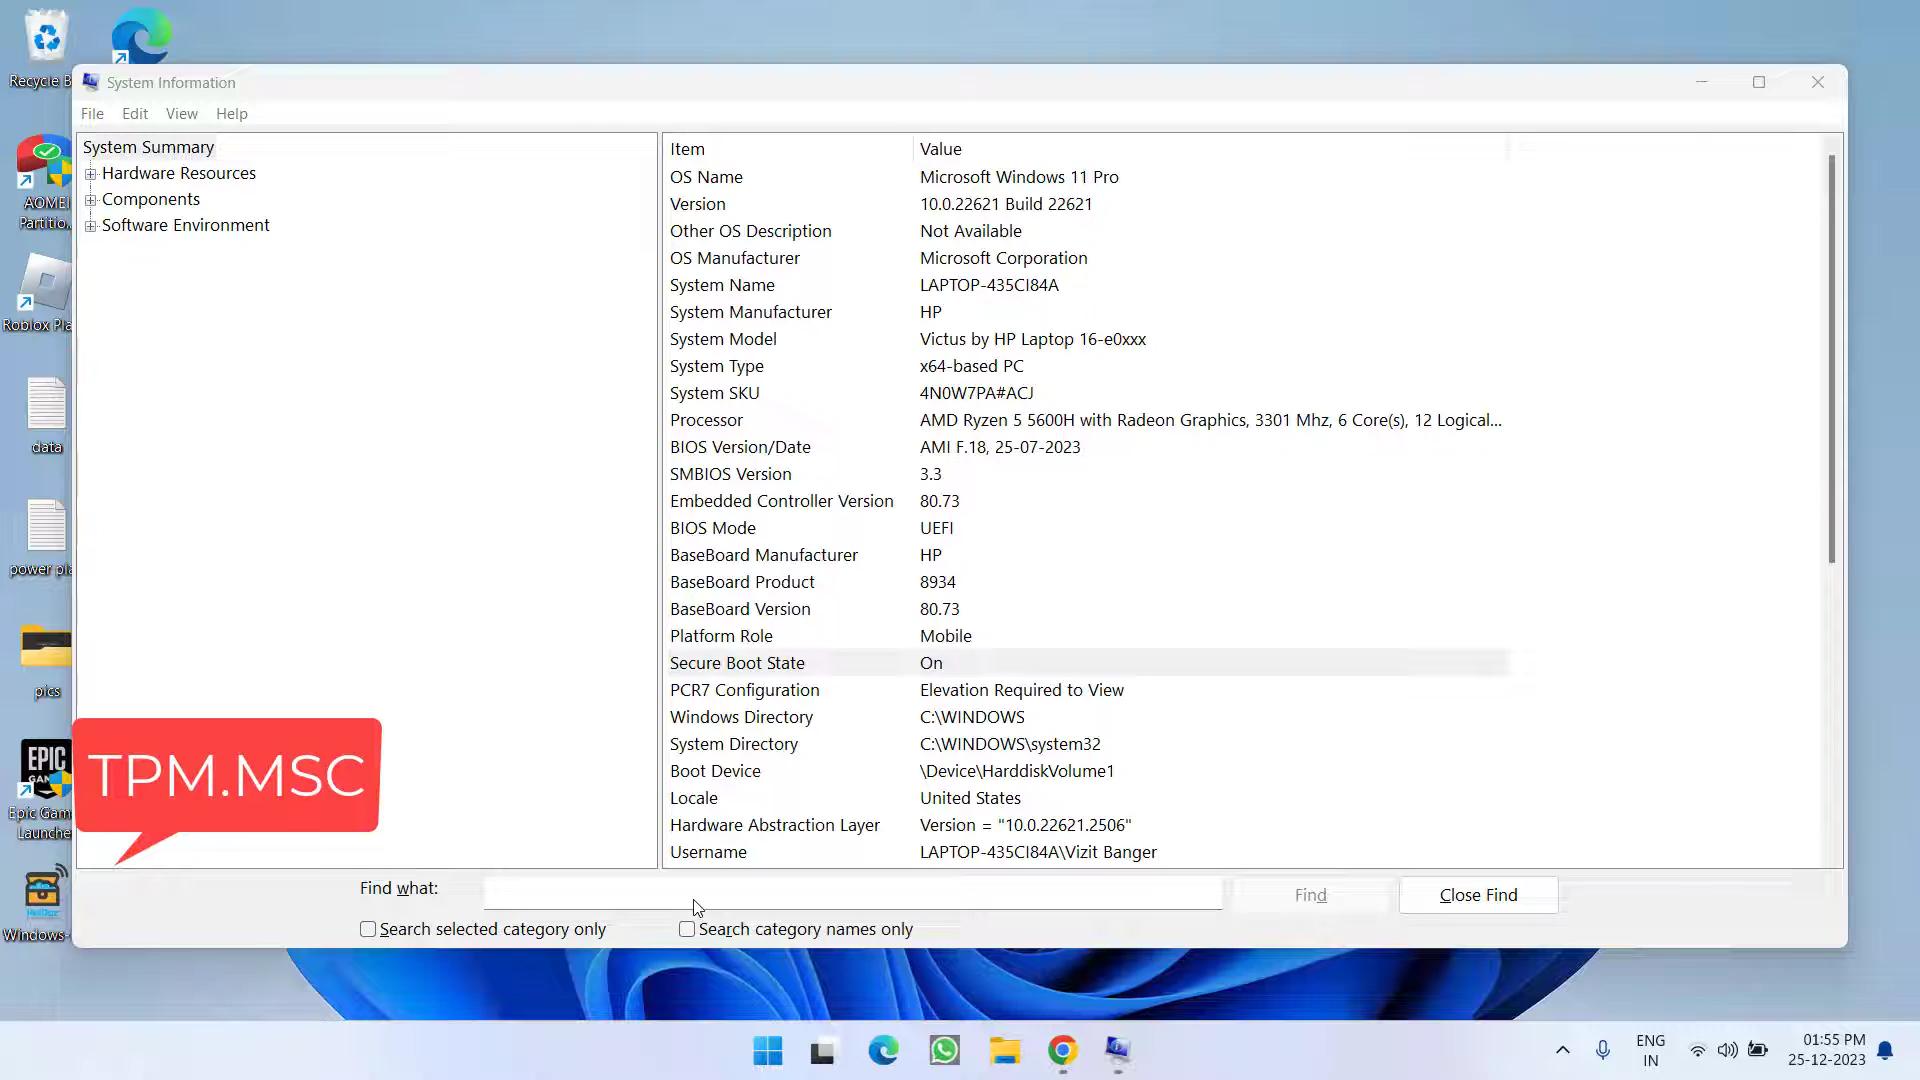 Recycle B
System Information
File Edit View Help
System Summary
Hardware Resources
Components
Software Environment
Item Value
OS Name Microsoft Windows 11 Pro
Version 10.0.22621 Build 22621
Other OS Description Not Available
OS Manufacturer Microsoft Corporation
System Name LAPTOP-435CI84A
System Manufacturer HP
System Model Victus by HP Laptop 16-e0xxx
System Type x64-based PC
System SKU 4N0W7PA#ACJ
Processor AMD Ryzen 5 5600H with Radeon Graphics, 3301 Mhz, 6 Core(s), 12 Logical...
BIOS Version/Date AMI F.18, 25-07-2023
SMBIOS Version 3.3
Embedded Controller Version 80.73
BIOS Mode UEFI
BaseBoard Manufacturer HP
BaseBoard Product 8934
BaseBoard Version 80.73
Platform Role Mobile
Secure Boot State On
PCR7 Configuration Elevation Required to View
Windows Directory C:\WINDOWS
System Directory C:\WINDOWS\system32
Boot Device \Device\HarddiskVolume1
Locale United States
Hardware Abstraction Layer Version = "10.0.22621.2506"
Username LAPTOP-435CI84A\Vizit Banger
AOMEI
Partitio...
Roblox Pla
data
power pla
pics
EPIC
GAM
Epic Gam
Launche
Windows-
TPM.MSC
Find what:
Find
Close Find
Search selected category only
Search category names only
ENG
IN
01:55 PM
25-12-2023